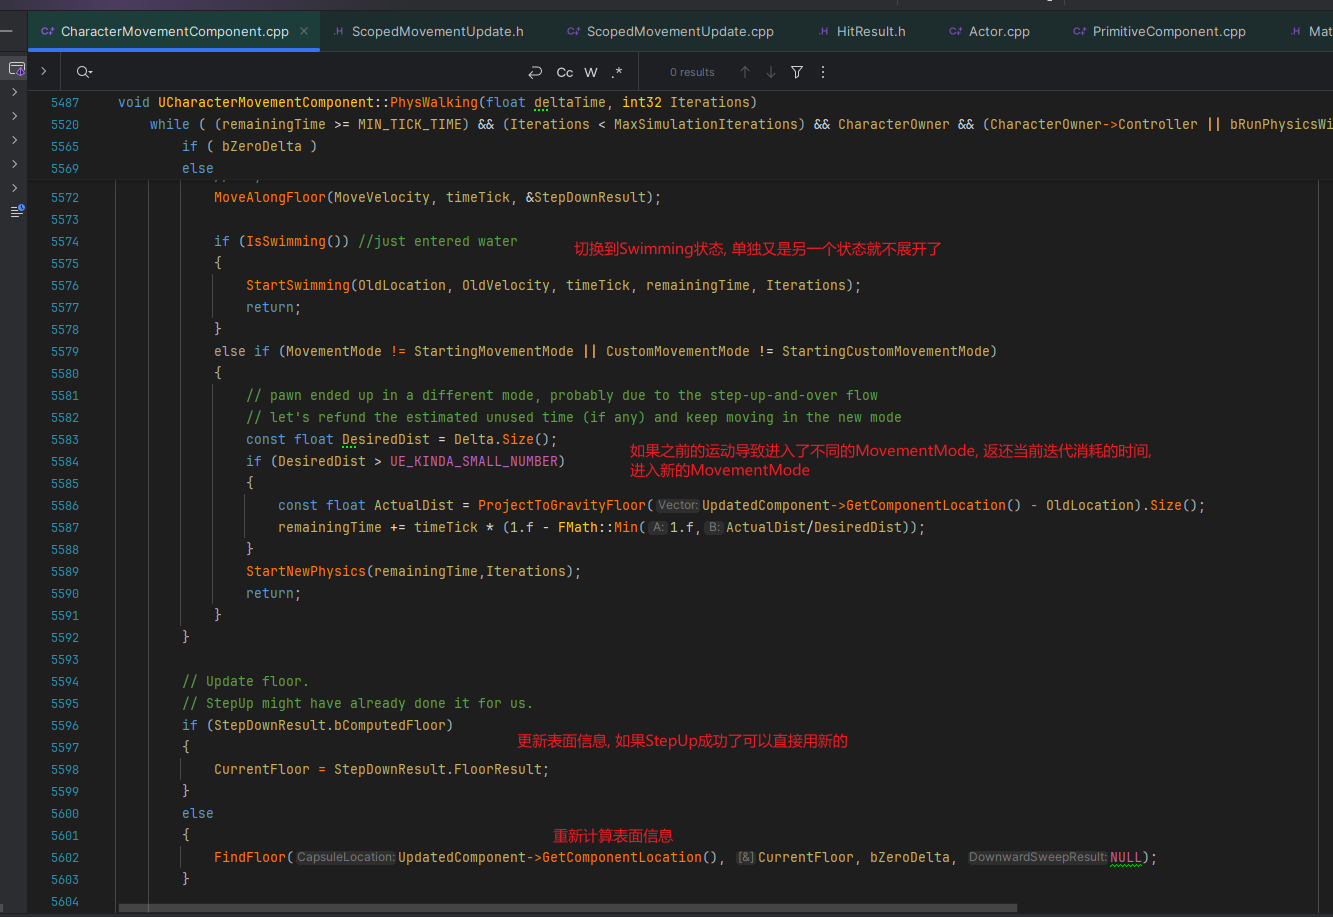 CharacterMovementComponent.cpp
.H ScopedMovementUpdate.h
ScopedMovementUpdate.cpp
.H HitResult.h
Actor.cpp
PrimitiveComponent.cpp
.H Mat
Cc W .* 0 results
5487 void UCharacterMovementComponent::PhysWalking(float deltaTime, int32 Iterations)
5520 while ( (remainingTime >= MIN_TICK_TIME) && (Iterations < MaxSimulationIterations) && CharacterOwner && (CharacterOwner->Controller || bRunPhysicsWi
5565 if ( bZeroDelta )
5569 else
5572 MoveAlongFloor(MoveVelocity, timeTick, &StepDownResult);
5573
5574 if (IsSwimming()) //just entered water
切换到Swimming状态, 单独又是另一个状态就不展开了
5575 {
5576 StartSwimming(OldLocation, OldVelocity, timeTick, remainingTime, Iterations);
5577 return;
5578 }
5579 else if (MovementMode != StartingMovementMode || CustomMovementMode != StartingCustomMovementMode)
5580 {
5581 // pawn ended up in a different mode, probably due to the step-up-and-over flow
5582 // let's refund the estimated unused time (if any) and keep moving in the new mode
5583 const float DesiredDist = Delta.Size();
如果之前的运动导致进入了不同的MovementMode, 返还当前迭代消耗的时间,
5584 if (DesiredDist > UE_KINDA_SMALL_NUMBER)
进入新的MovementMode
5585 {
5586 const float ActualDist = ProjectToGravityFloor( Vector: UpdatedComponent->GetComponentLocation() - OldLocation).Size();
5587 remainingTime += timeTick * (1.f - FMath::Min( A: 1.f, B: ActualDist/DesiredDist));
5588 }
5589 StartNewPhysics(remainingTime,Iterations);
5590 return;
5591 }
5592 }
5593
5594 // Update floor.
5595 // StepUp might have already done it for us.
5596 if (StepDownResult.bComputedFloor)
更新表面信息, 如果StepUp成功了可以直接用新的
5597 {
5598 CurrentFloor = StepDownResult.FloorResult;
5599 }
5600 else
5601 {
重新计算表面信息
5602 FindFloor( CapsuleLocation: UpdatedComponent->GetComponentLocation(), [&] CurrentFloor, bZeroDelta, DownwardSweepResult: NULL);
5603 }
5604